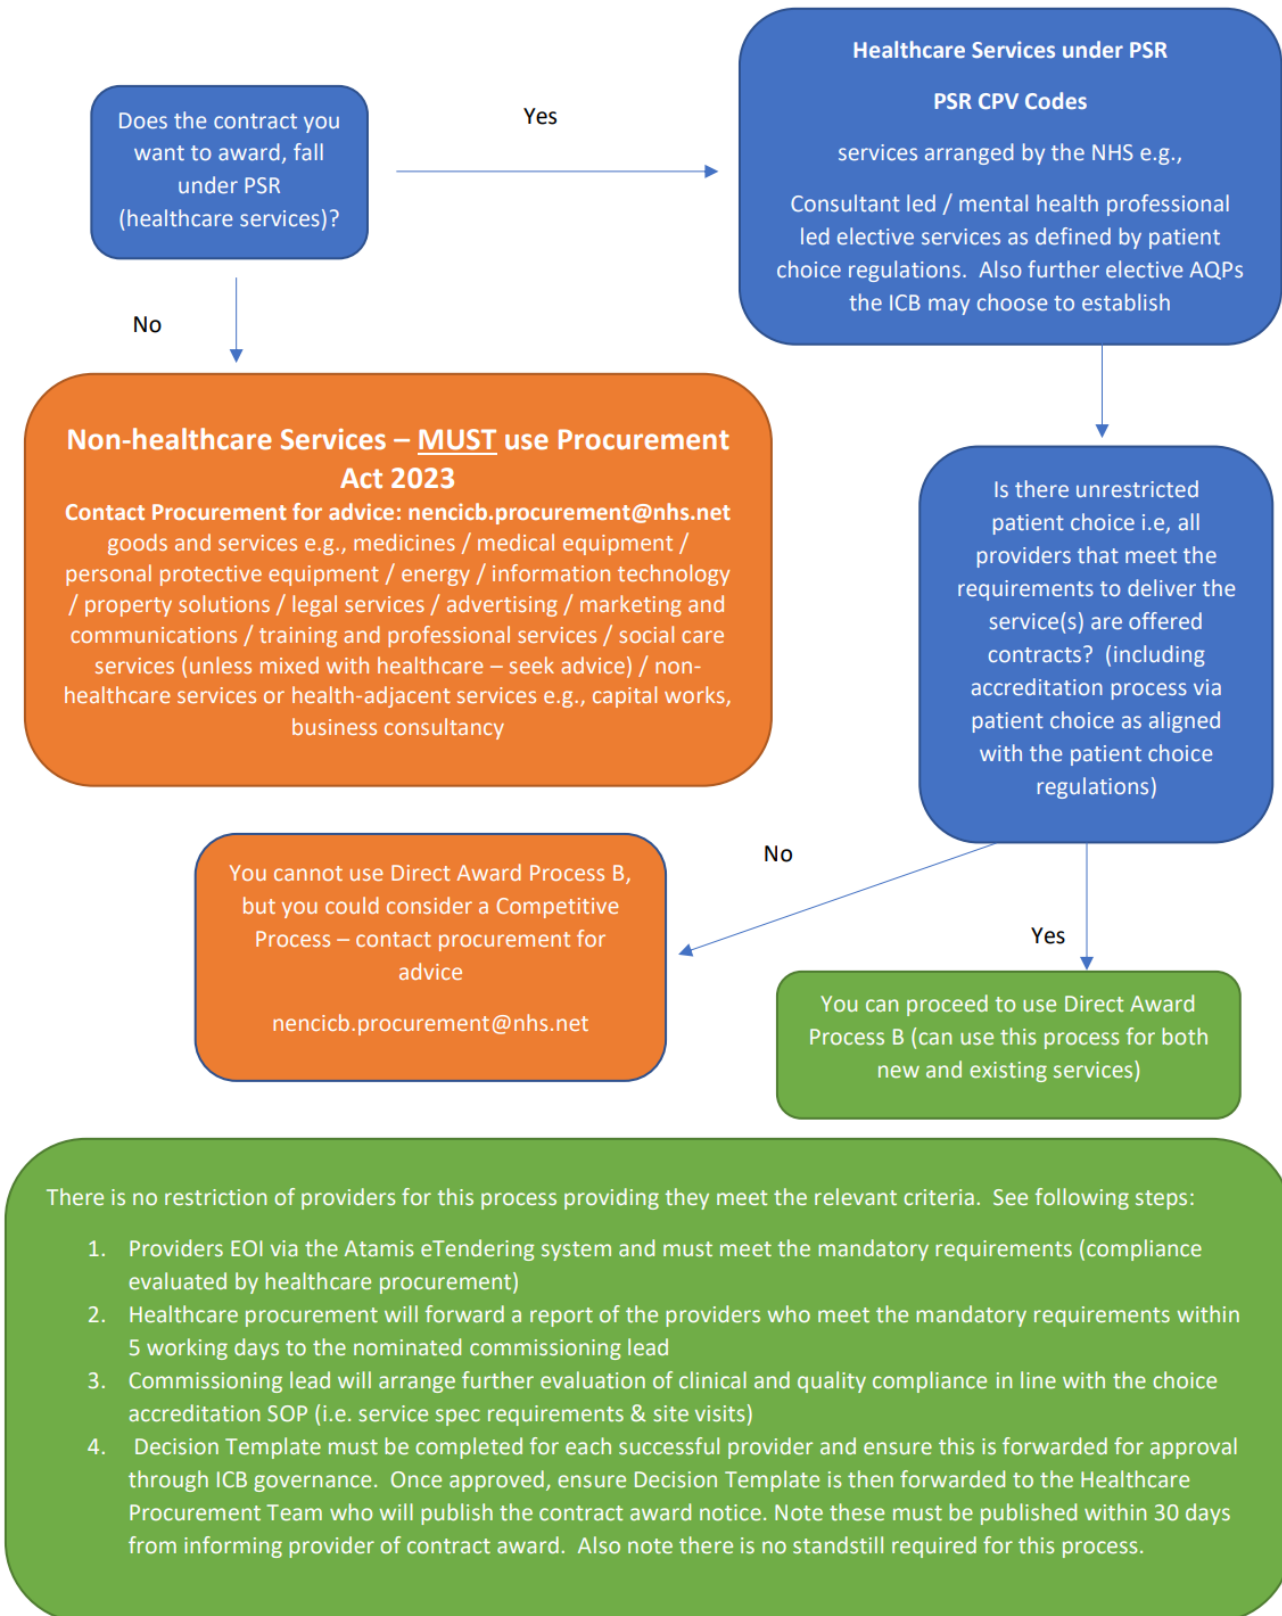 Healthcare Services under PSR
PSR CPV Codes
services arranged by the NHS e.g.,
Consultant led / mental health professional
led elective services as defined by patient
choice regulations.  Also further elective AQPs
the ICB may choose to establish
Does the contract you
want to award, fall
under PSR
(healthcare services)?
Yes
No
Non-healthcare Services – MUST use Procurement
Act 2023
Contact Procurement for advice: nencicb.procurement@nhs.net
goods and services e.g., medicines / medical equipment /
personal protective equipment / energy / information technology
/ property solutions / legal services / advertising / marketing and
communications / training and professional services / social care
services (unless mixed with healthcare – seek advice) / non-
healthcare services or health-adjacent services e.g., capital works,
business consultancy
Is there unrestricted
patient choice i.e, all
providers that meet the
requirements to deliver the
service(s) are offered
contracts?  (including
accreditation process via
patient choice as aligned
with the patient choice
regulations)
No
Yes
You cannot use Direct Award Process B,
but you could consider a Competitive
Process – contact procurement for
advice
nencicb.procurement@nhs.net
You can proceed to use Direct Award
Process B (can use this process for both
new and existing services)
There is no restriction of providers for this process providing they meet the relevant criteria.  See following steps:
1. Providers EOI via the Atamis eTendering system and must meet the mandatory requirements (compliance
evaluated by healthcare procurement)
2. Healthcare procurement will forward a report of the providers who meet the mandatory requirements within
5 working days to the nominated commissioning lead
3. Commissioning lead will arrange further evaluation of clinical and quality compliance in line with the choice
accreditation SOP (i.e. service spec requirements & site visits)
4. Decision Template must be completed for each successful provider and ensure this is forwarded for approval
through ICB governance.  Once approved, ensure Decision Template is then forwarded to the Healthcare
Procurement Team who will publish the contract award notice. Note these must be published within 30 days
from informing provider of contract award.  Also note there is no standstill required for this process.